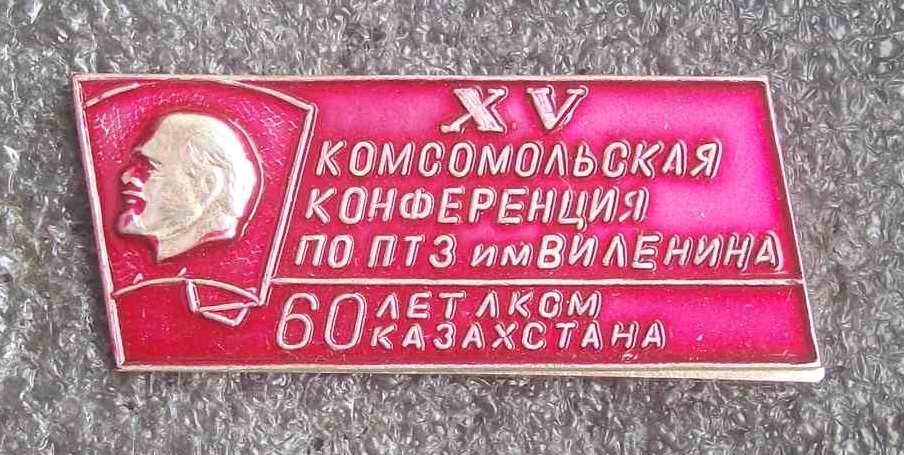 XV
КОМСОМОЛЬСКАЯ
КОНФЕРЕНЦИЯ
ПО ПТЗ им ВИЛЕНИНА
60 ЛЕТ ЛКСМ
КАЗАХСТАНА